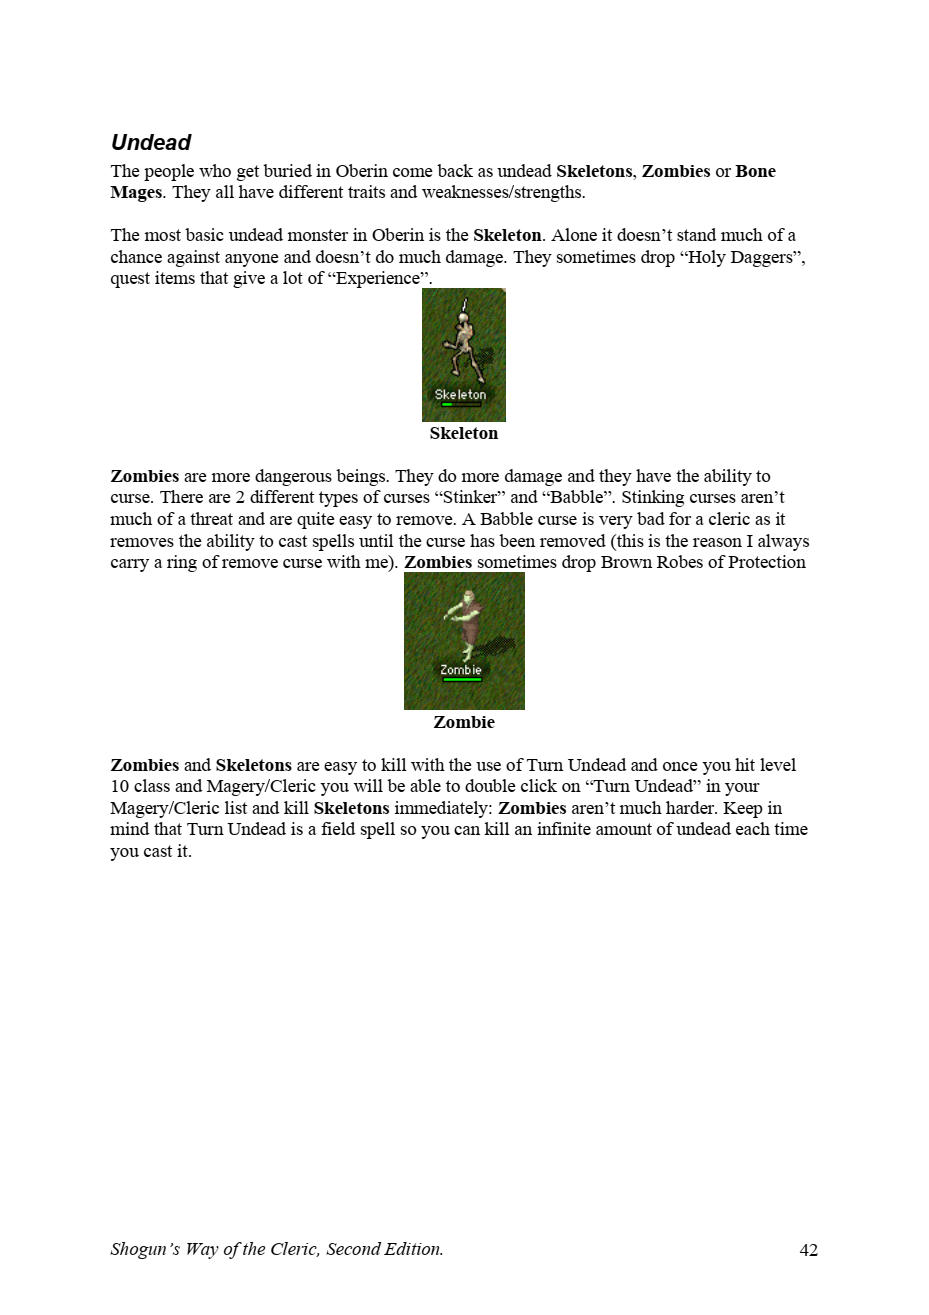 Undead
The people who get buried in Oberin come back as undead Skeletons, Zombies or Bone
Mages. They all have different traits and weaknesses/strengths.
The most basic undead monster in Oberin is the Skeleton. Alone it doesn’t stand much of a
chance against anyone and doesn’t do much damage. They sometimes drop “Holy Daggers”,
quest items that give a lot of “Experience”.
Skeleton
Skeleton
Zombies are more dangerous beings. They do more damage and they have the ability to
curse. There are 2 different types of curses “Stinker” and “Babble”. Stinking curses aren’t
much of a threat and are quite easy to remove. A Babble curse is very bad for a cleric as it
removes the ability to cast spells until the curse has been removed (this is the reason I always
carry a ring of remove curse with me). Zombies sometimes drop Brown Robes of Protection
Zombie
Zombie
Zombies and Skeletons are easy to kill with the use of Turn Undead and once you hit level
10 class and Magery/Cleric you will be able to double click on “Turn Undead” in your
Magery/Cleric list and kill Skeletons immediately: Zombies aren’t much harder. Keep in
mind that Turn Undead is a field spell so you can kill an infinite amount of undead each time
you cast it.
Shogun’s Way of the Cleric, Second Edition. 42